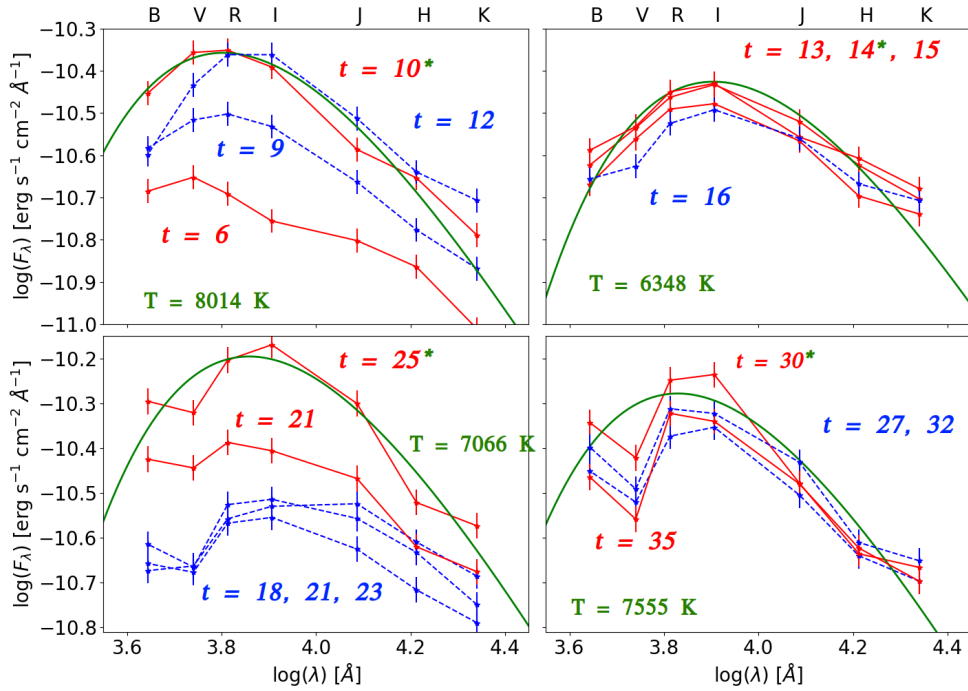 B V R I J H K
B V R I J H K
log(Fλ) [erg s⁻¹ cm⁻² Å⁻¹]
−10.3
−10.4
−10.5
−10.6
−10.7
−10.8
−10.9
−11.0
t = 10*
t = 12
t = 9
t = 6
T = 8014 K
t = 13, 14*, 15
t = 16
T = 6348 K
log(Fλ) [erg s⁻¹ cm⁻² Å⁻¹]
−10.2
−10.3
−10.4
−10.5
−10.6
−10.7
−10.8
t = 25*
t = 21
T = 7066 K
t = 18, 21, 23
t = 30*
t = 27, 32
t = 35
T = 7555 K
3.6 3.8 4.0 4.2 4.4
3.6 3.8 4.0 4.2 4.4
log(λ) [Å]
log(λ) [Å]